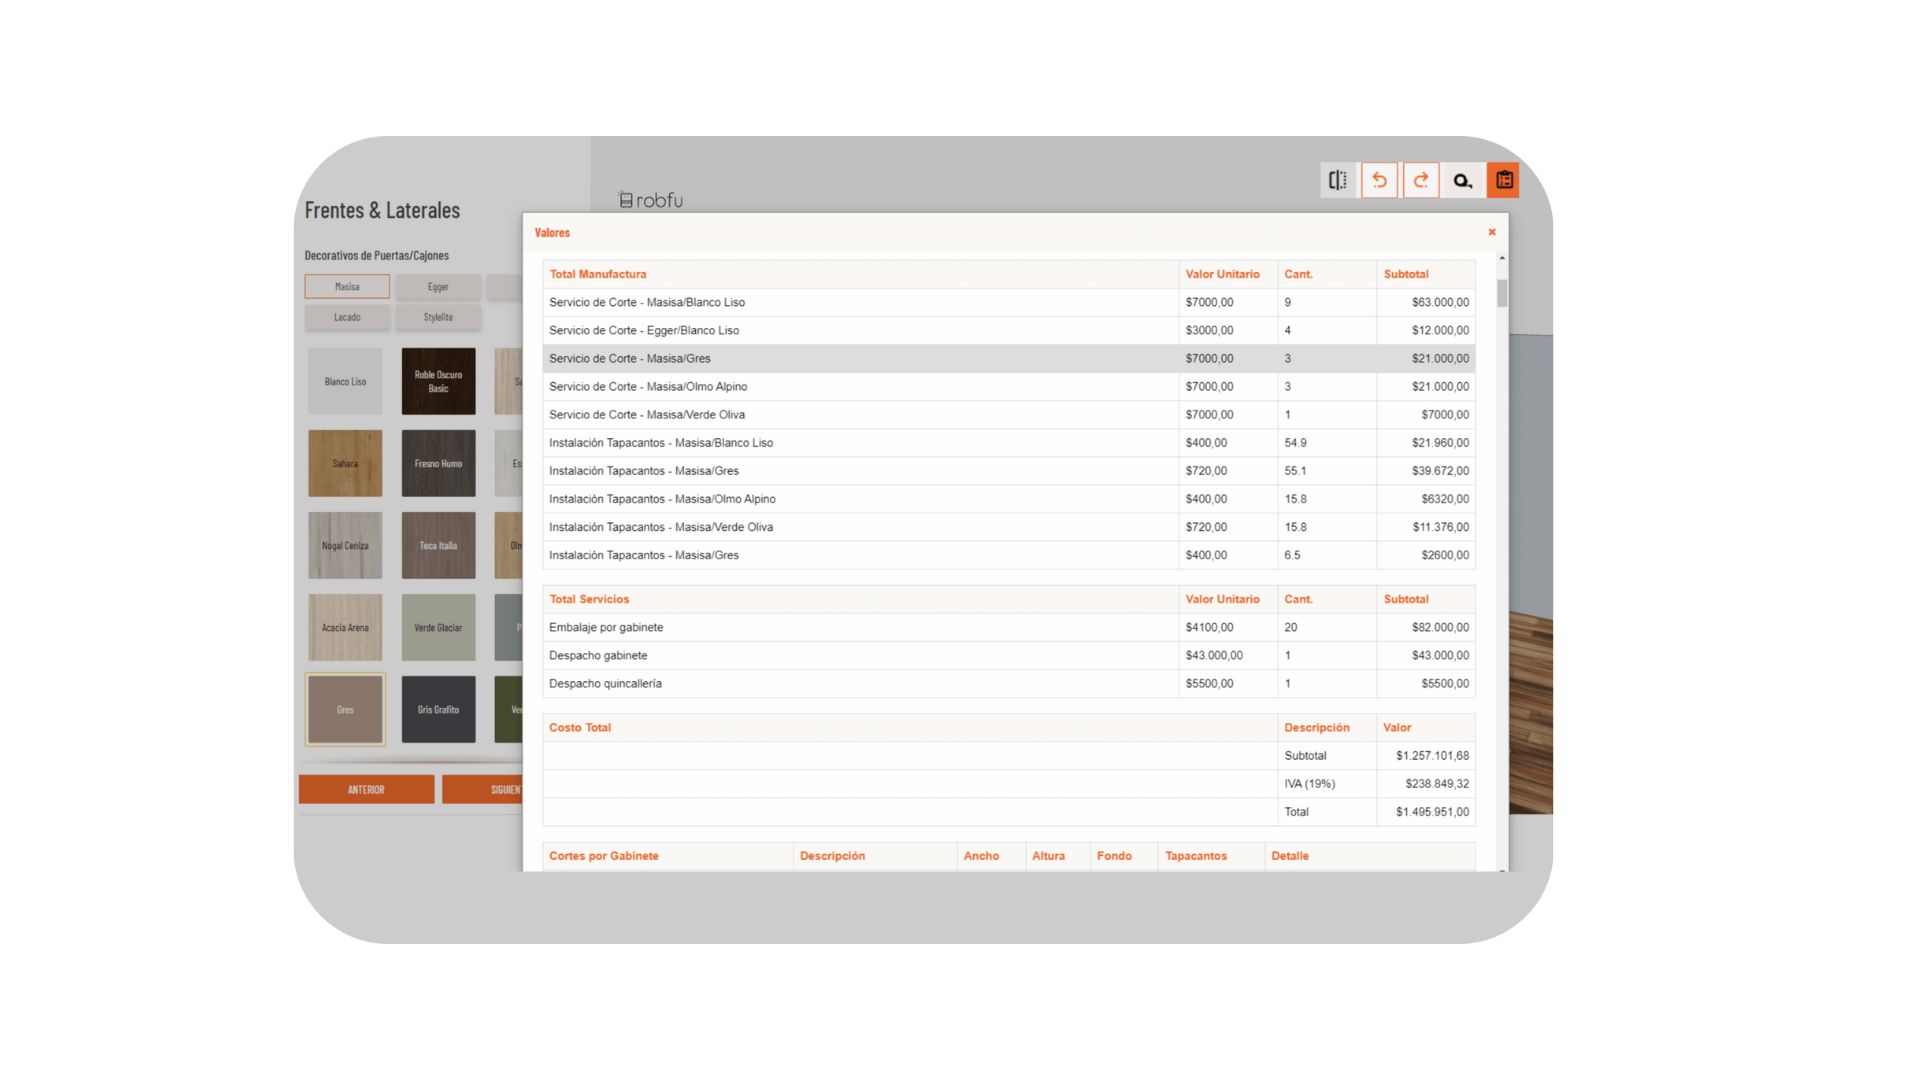 robfu
Frentes & Laterales
Decorativos de Puertas/Cajones
Masisa
Egger
Lacado
Stylelite
Blanco Liso
Roble Oscuro
Basic
Sahara
Fresno Humo
Nogal Ceniza
Teca Italia
Acacia Arena
Verde Glaciar
Gres
Gris Grafito
ANTERIOR
Valores
Total Manufactura Valor Unitario Cant. Subtotal
Servicio de Corte - Masisa/Blanco Liso $7000,00 9 $63.000,00
Servicio de Corte - Egger/Blanco Liso $3000,00 4 $12.000,00
Servicio de Corte - Masisa/Gres $7000,00 3 $21.000,00
Servicio de Corte - Masisa/Olmo Alpino $7000,00 3 $21.000,00
Servicio de Corte - Masisa/Verde Oliva $7000,00 1 $7000,00
Instalación Tapacantos - Masisa/Blanco Liso $400,00 54.9 $21.960,00
Instalación Tapacantos - Masisa/Gres $720,00 55.1 $39.672,00
Instalación Tapacantos - Masisa/Olmo Alpino $400,00 15.8 $6320,00
Instalación Tapacantos - Masisa/Verde Oliva $720,00 15.8 $11.376,00
Instalación Tapacantos - Masisa/Gres $400,00 6.5 $2600,00
Total Servicios Valor Unitario Cant. Subtotal
Embalaje por gabinete $4100,00 20 $82.000,00
Despacho gabinete $43.000,00 1 $43.000,00
Despacho quincallería $5500,00 1 $5500,00
Costo Total Descripción Valor
Subtotal $1.257.101,68
IVA (19%) $238.849,32
Total $1.495.951,00
Cortes por Gabinete Descripción Ancho Altura Fondo Tapacantos Detalle